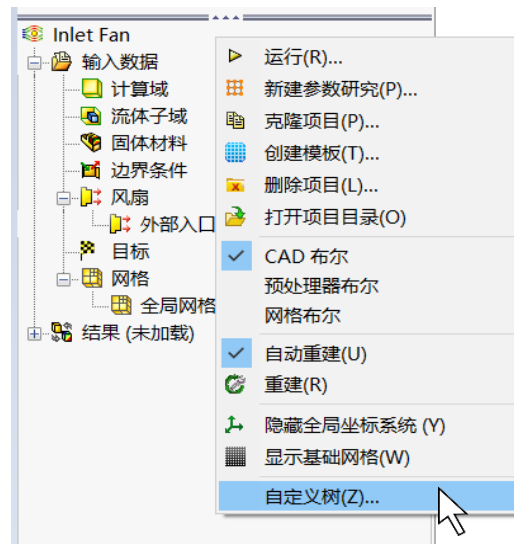 Inlet Fan
输入数据
计算域
流体子域
固体材料
边界条件
风扇
外部入口
目标
网格
全局网格
结果 (未加载)
运行(R)...
新建参数研究(P)...
克隆项目(P)...
创建模板(T)...
删除项目(L)...
打开项目目录(O)
CAD 布尔
预处理器布尔
网格布尔
自动重建(U)
重建(R)
隐藏全局坐标系统 (Y)
显示基础网格(W)
自定义树(Z)...